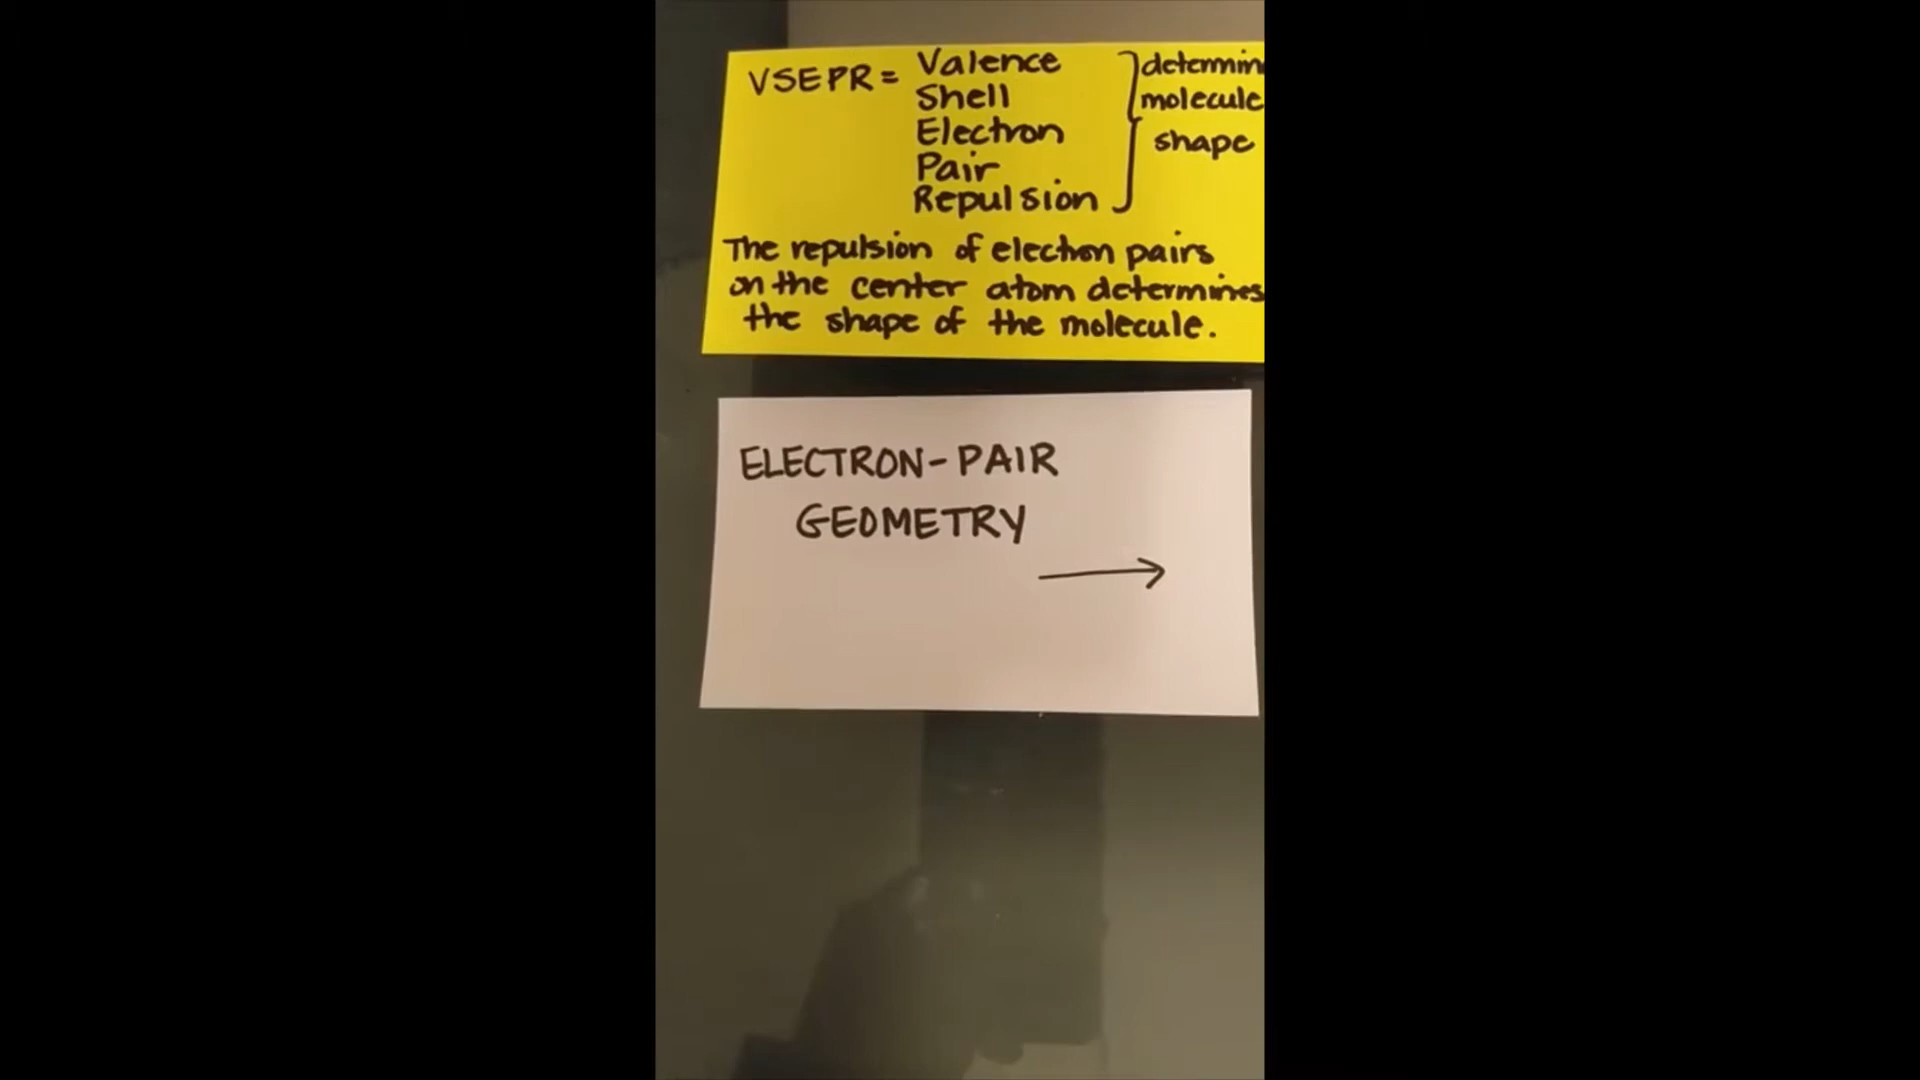 VSEPR = Valence
Shell
Electron
Pair
Repulsion
determin
molecule
shape
The repulsion of electron pairs
on the center atom determines
the shape of the molecule.
ELECTRON-PAIR
GEOMETRY